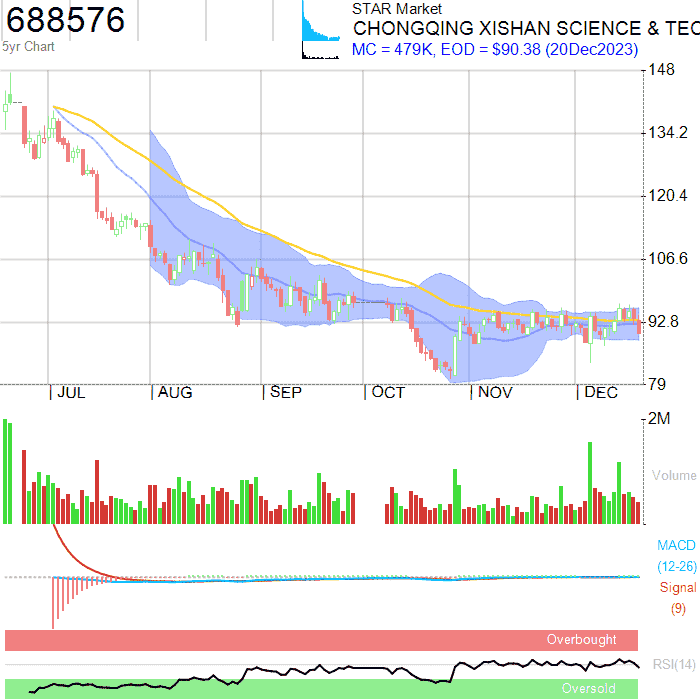 688576
5yr Chart
STAR Market
CHONGQING XISHAN SCIENCE & TEC
MC = 479K, EOD = $90.38 (20Dec2023)
148
134.2
120.4
106.6
92.8
79
JUL AUG SEP OCT NOV DEC
2M
Volume
MACD
(12-26)
Signal
(9)
Overbought
RSI(14)
Oversold